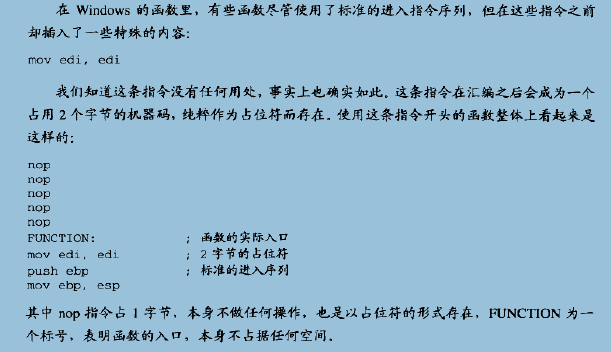 在 Windows 的函数里，有些函数尽管使用了标准的进入指令序列，但在这些指令之前
却插入了一些特殊的内容：
mov edi, edi
我们知道这条指令没有任何用处，事实上也确实如此．这条指令在汇编之后会成为一个
占用 2 个字节的机器码，纯粹作为占位符而存在．使用这条指令开头的函数整体上看起来是
这样的：
nop
nop
nop
nop
nop
FUNCTION: ; 函数的实际入口
mov edi, edi ; 2 字节的占位符
push ebp ; 标准的进入序列
mov ebp, esp
其中 nop 指令占 1 字节，本身不做任何操作，也是以占位符的形式存在，FUNCTION 为一
个标号，表明函数的入口，本身不占据任何空间．